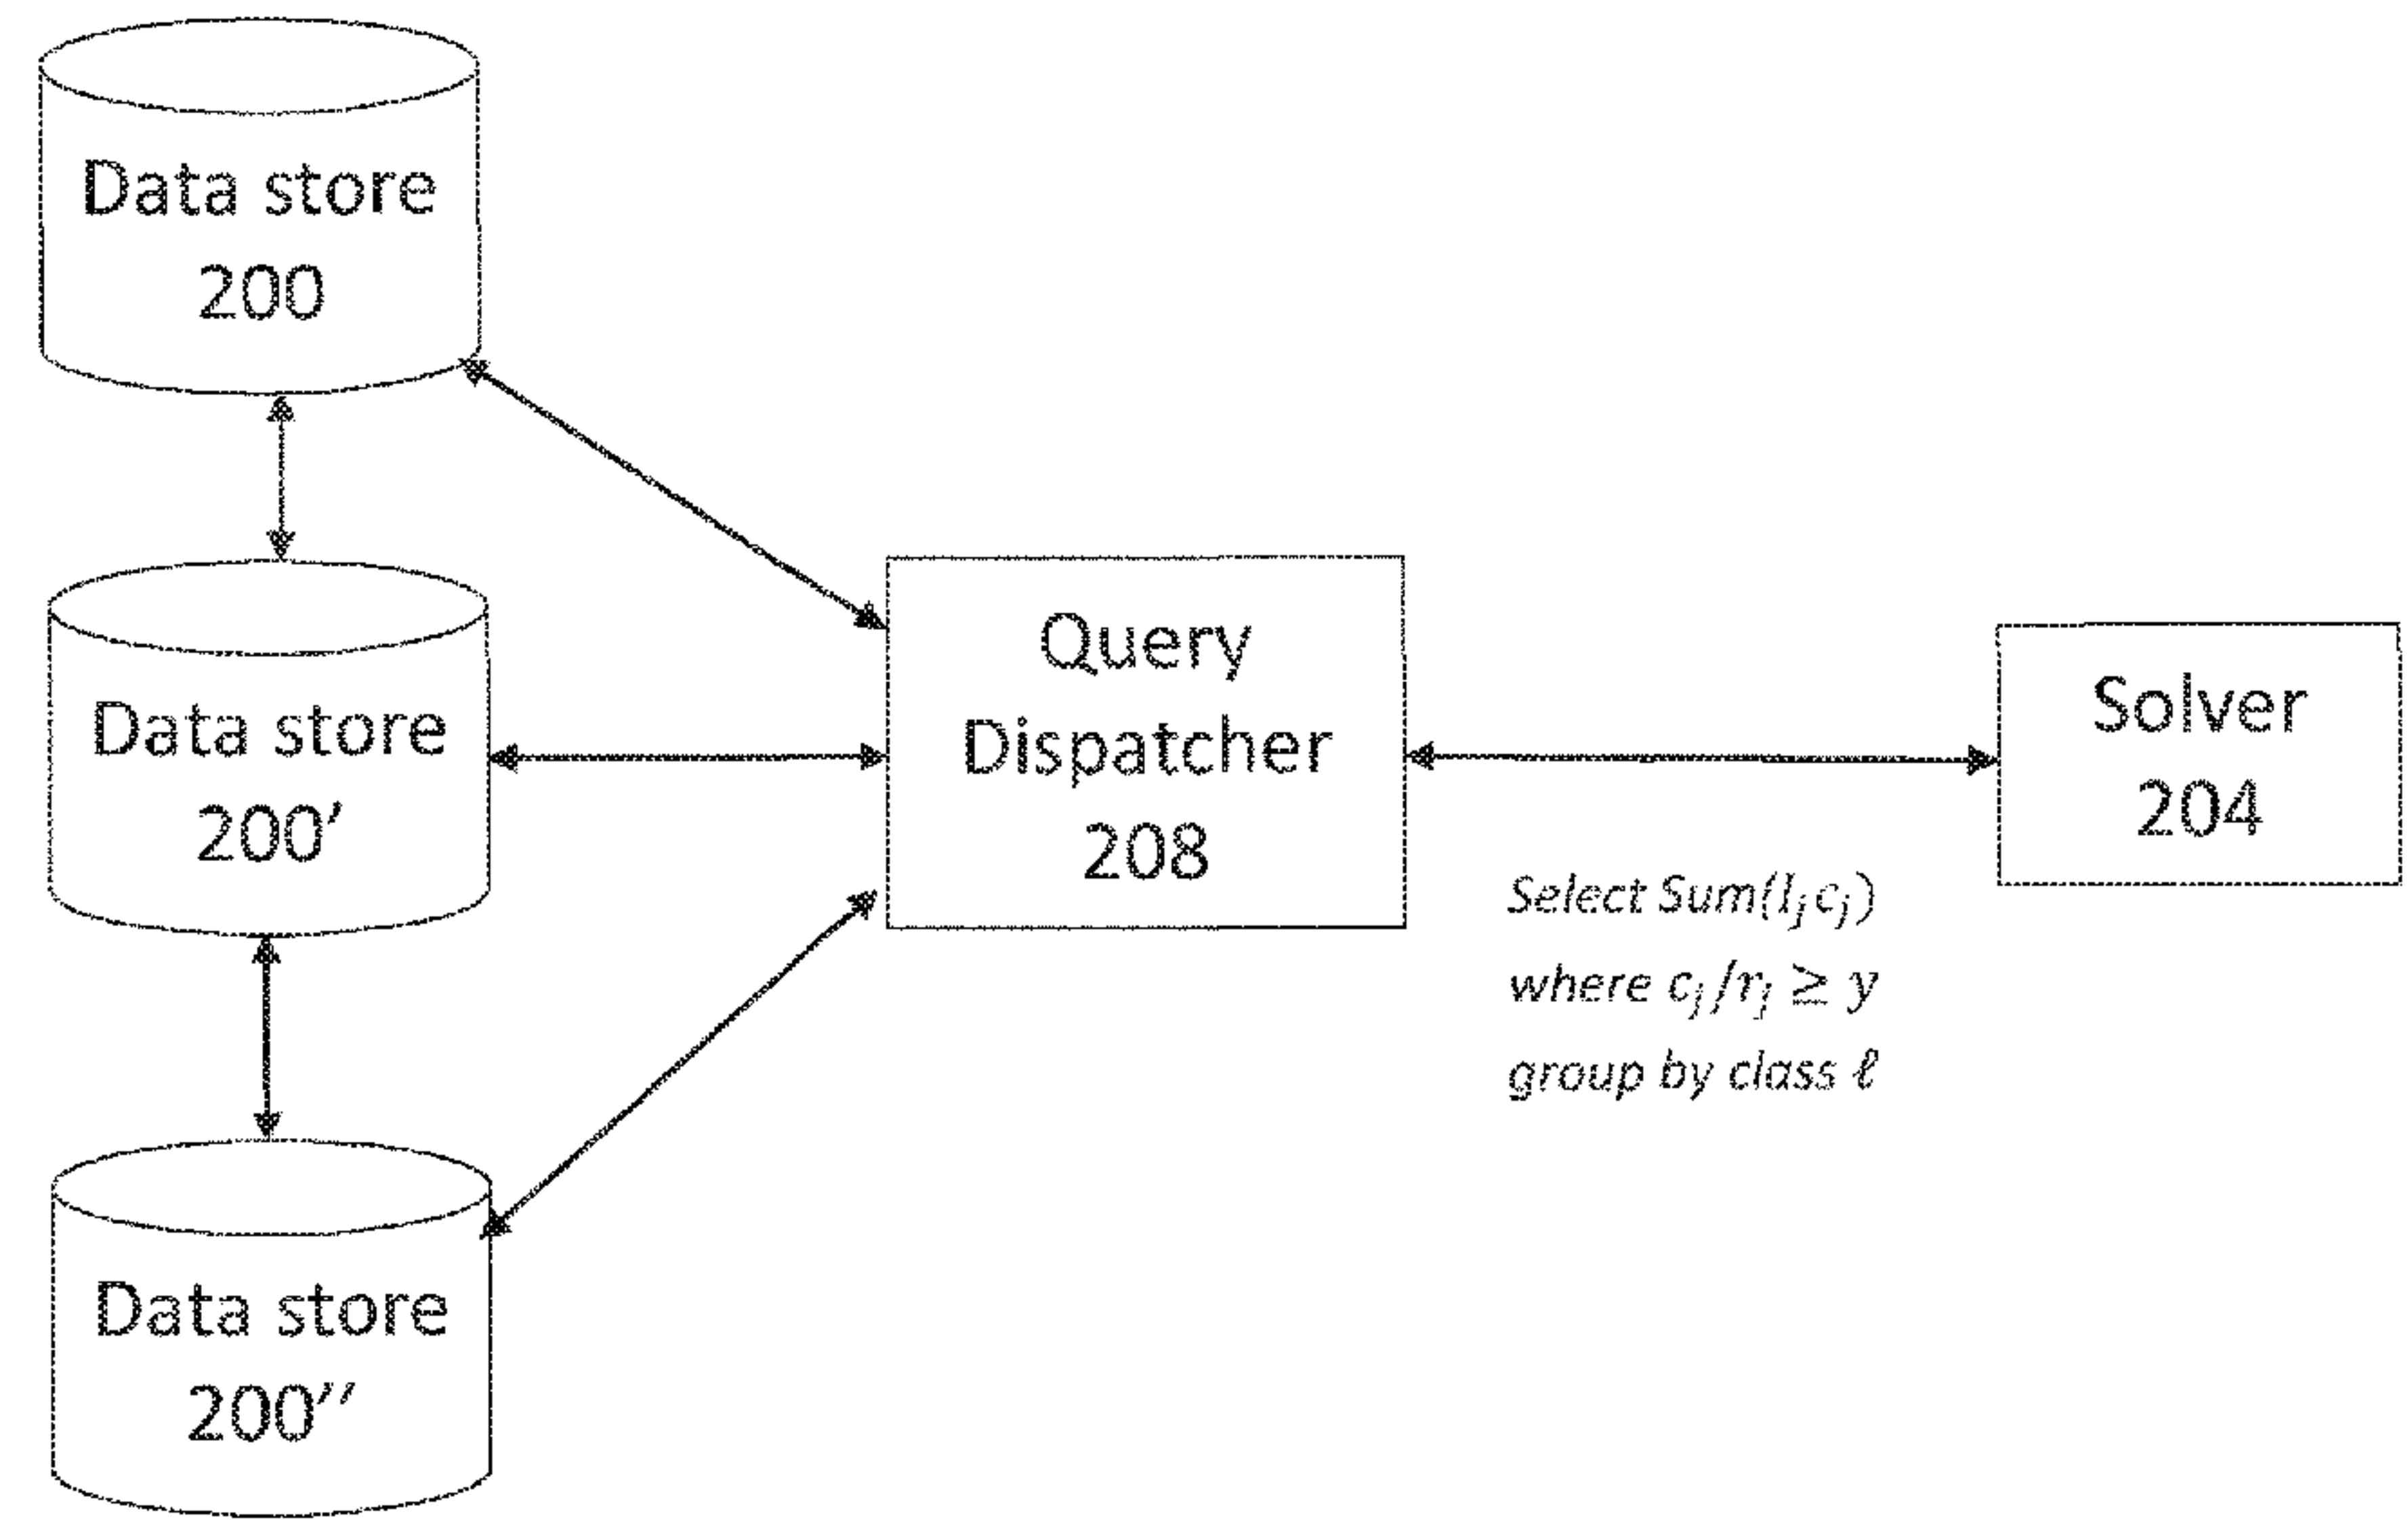 Data store
200
Data store
200′
Data store
200′′
Query
Dispatcher
208
Select Sum(lⱼcⱼ)
where cⱼ/rⱼ ≥ y
group by class ℓ
Solver
204